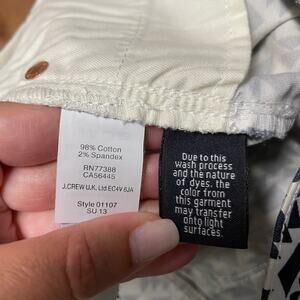 98% Cotton
2% Spandex
RN77388
CA56445
J.CREW U.K. Ltd EC4V 6JA
Style 01107
SU 13
Due to this
wash process
and the nature
of dyes, the
color from
this garment
may transfer
onto light
surfaces.